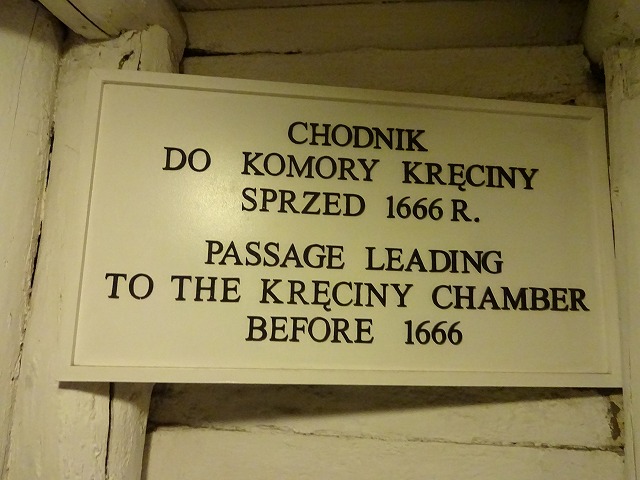 CHODNIK
DO KOMORY KRĘCINY
SPRZED 1666 R.
PASSAGE LEADING
TO THE KRĘCINY CHAMBER
BEFORE 1666